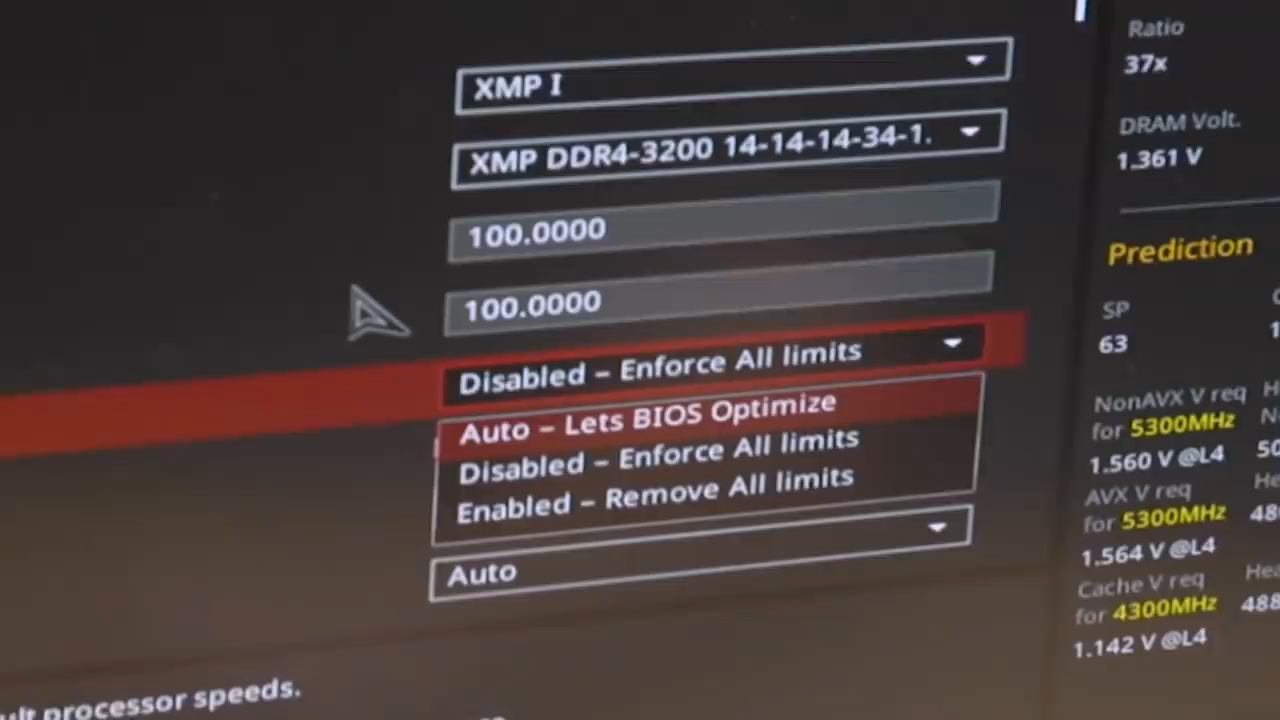 XMP I
XMP DDR4-3200 14-14-14-34-1.
100.0000
100.0000
Disabled – Enforce All limits
Auto – Lets BIOS Optimize
Disabled – Enforce All limits
Enabled – Remove All limits
Auto
processor speeds.
Ratio
37x
DRAM Volt.
1.361 V
Prediction
SP
63
NonAVX V req
for 5300MHz
1.560 V @L4
AVX V req
for 5300MHz
1.564 V @L4
Cache V req
for 4300MHz
1.142 V @L4